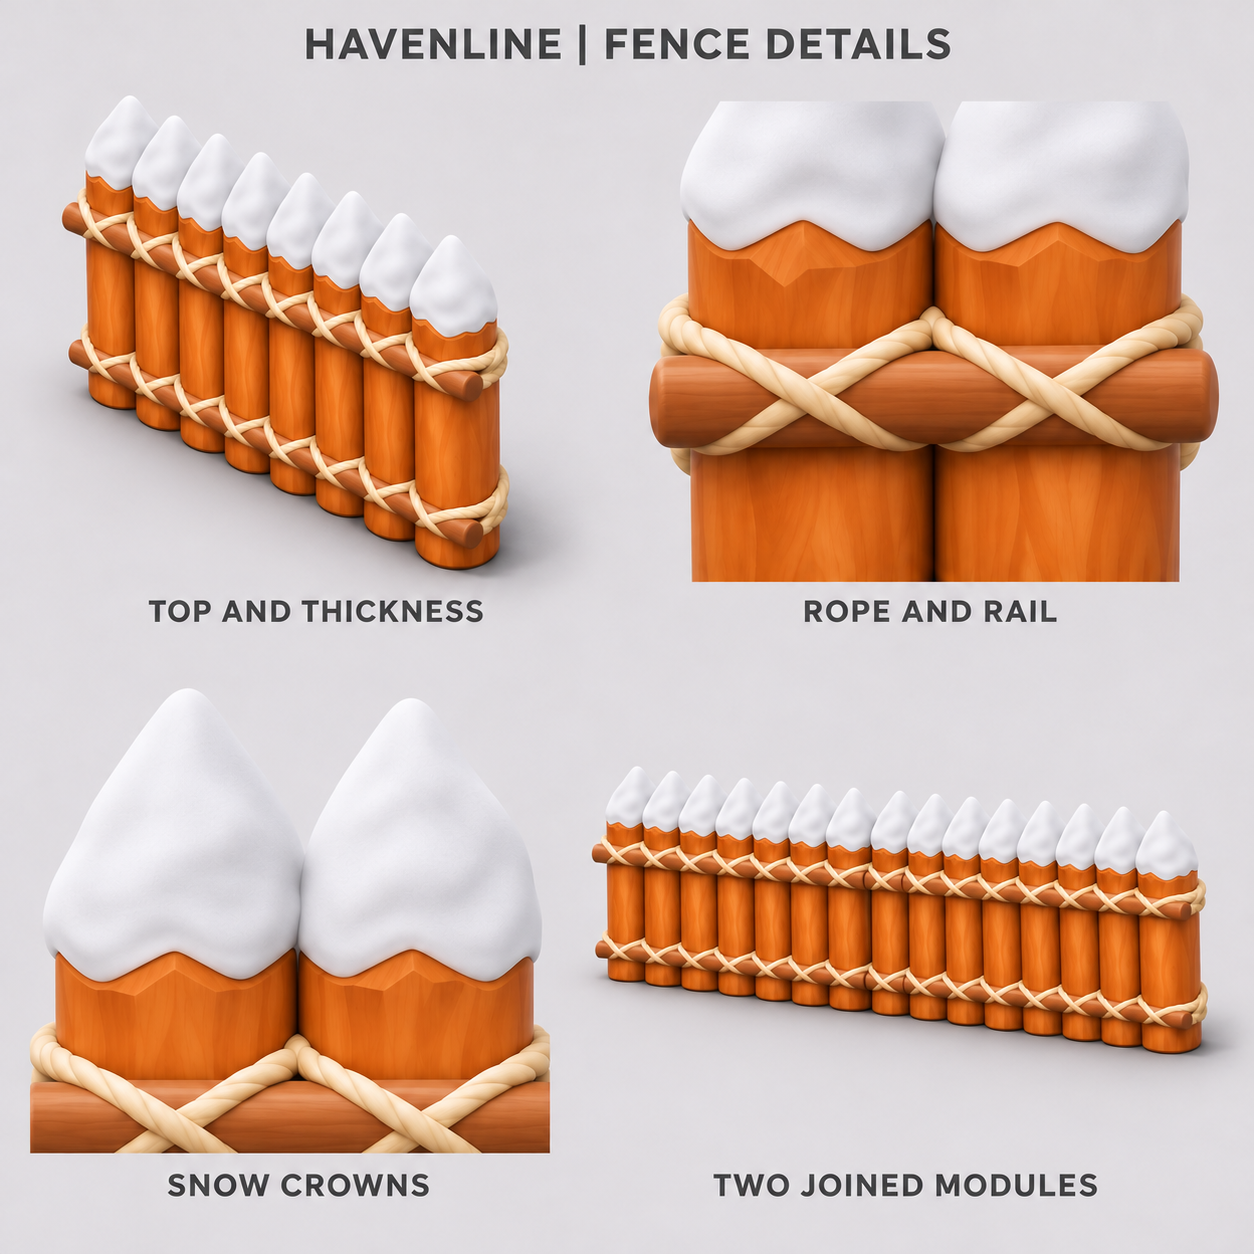 HAVENLINE | FENCE DETAILS
TOP AND THICKNESS
ROPE AND RAIL
SNOW CROWNS
TWO JOINED MODULES